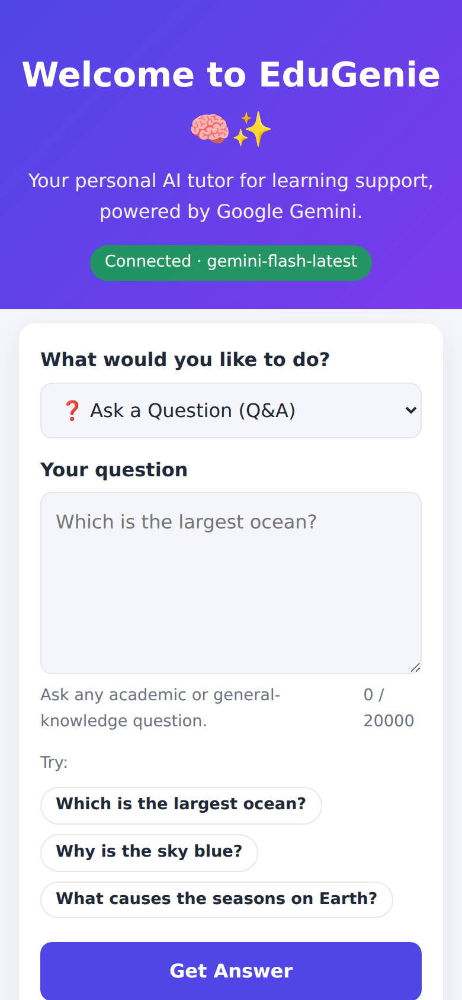 Welcome to EduGenie
🧠✨
Your personal AI tutor for learning support,
powered by Google Gemini.
Connected · gemini-flash-latest
What would you like to do?
❓ Ask a Question (Q&A)
Your question
Which is the largest ocean?
Ask any academic or general-
knowledge question.
0 /
20000
Try:
Which is the largest ocean?
Why is the sky blue?
What causes the seasons on Earth?
Get Answer